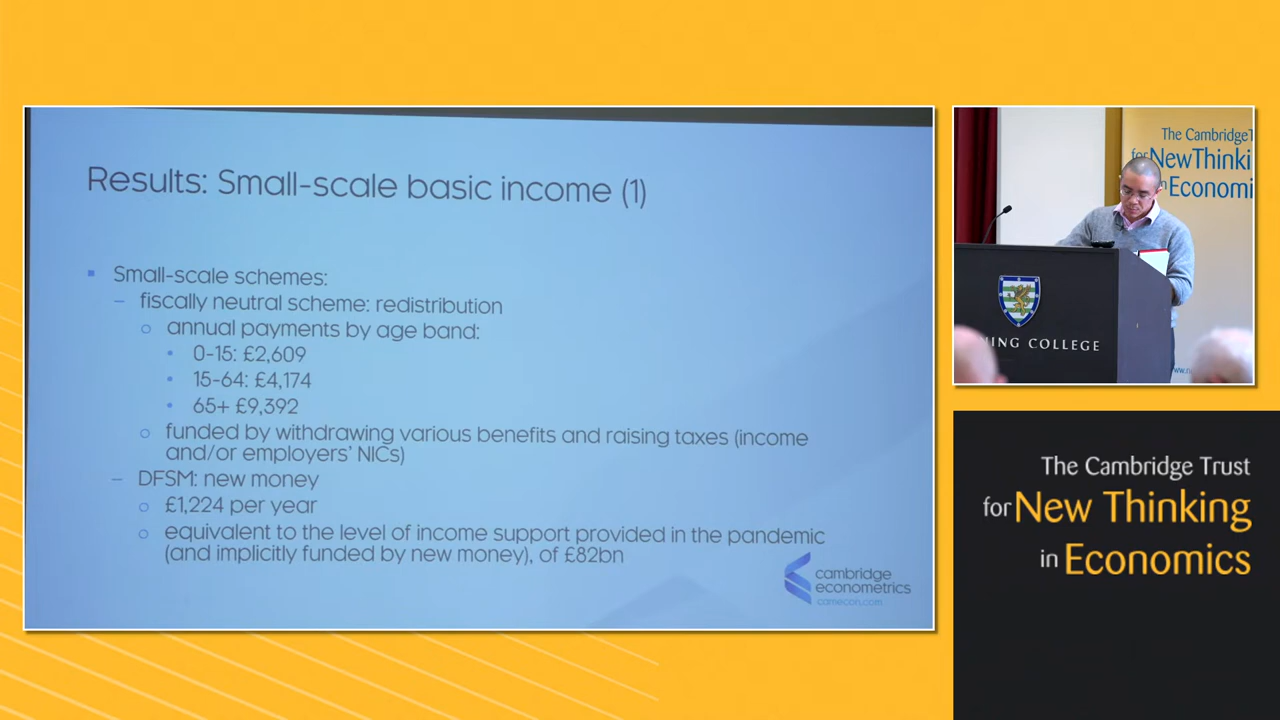 Results: Small-scale basic income (1)
Small-scale schemes:
– fiscally neutral scheme: redistribution
annual payments by age band:
0-15: £2,609
15-64: £4,174
65+ £9,392
funded by withdrawing various benefits and raising taxes (income
and/or employers' NICs)
– DFSM: new money
£1,224 per year
equivalent to the level of income support provided in the pandemic
(and implicitly funded by new money), of £82bn
cambridge
econometrics
camecon.com
The Cambridge T
for New Thinki
in Economi
NING COLLEGE
www.n
The Cambridge Trust
for New Thinking
in Economics